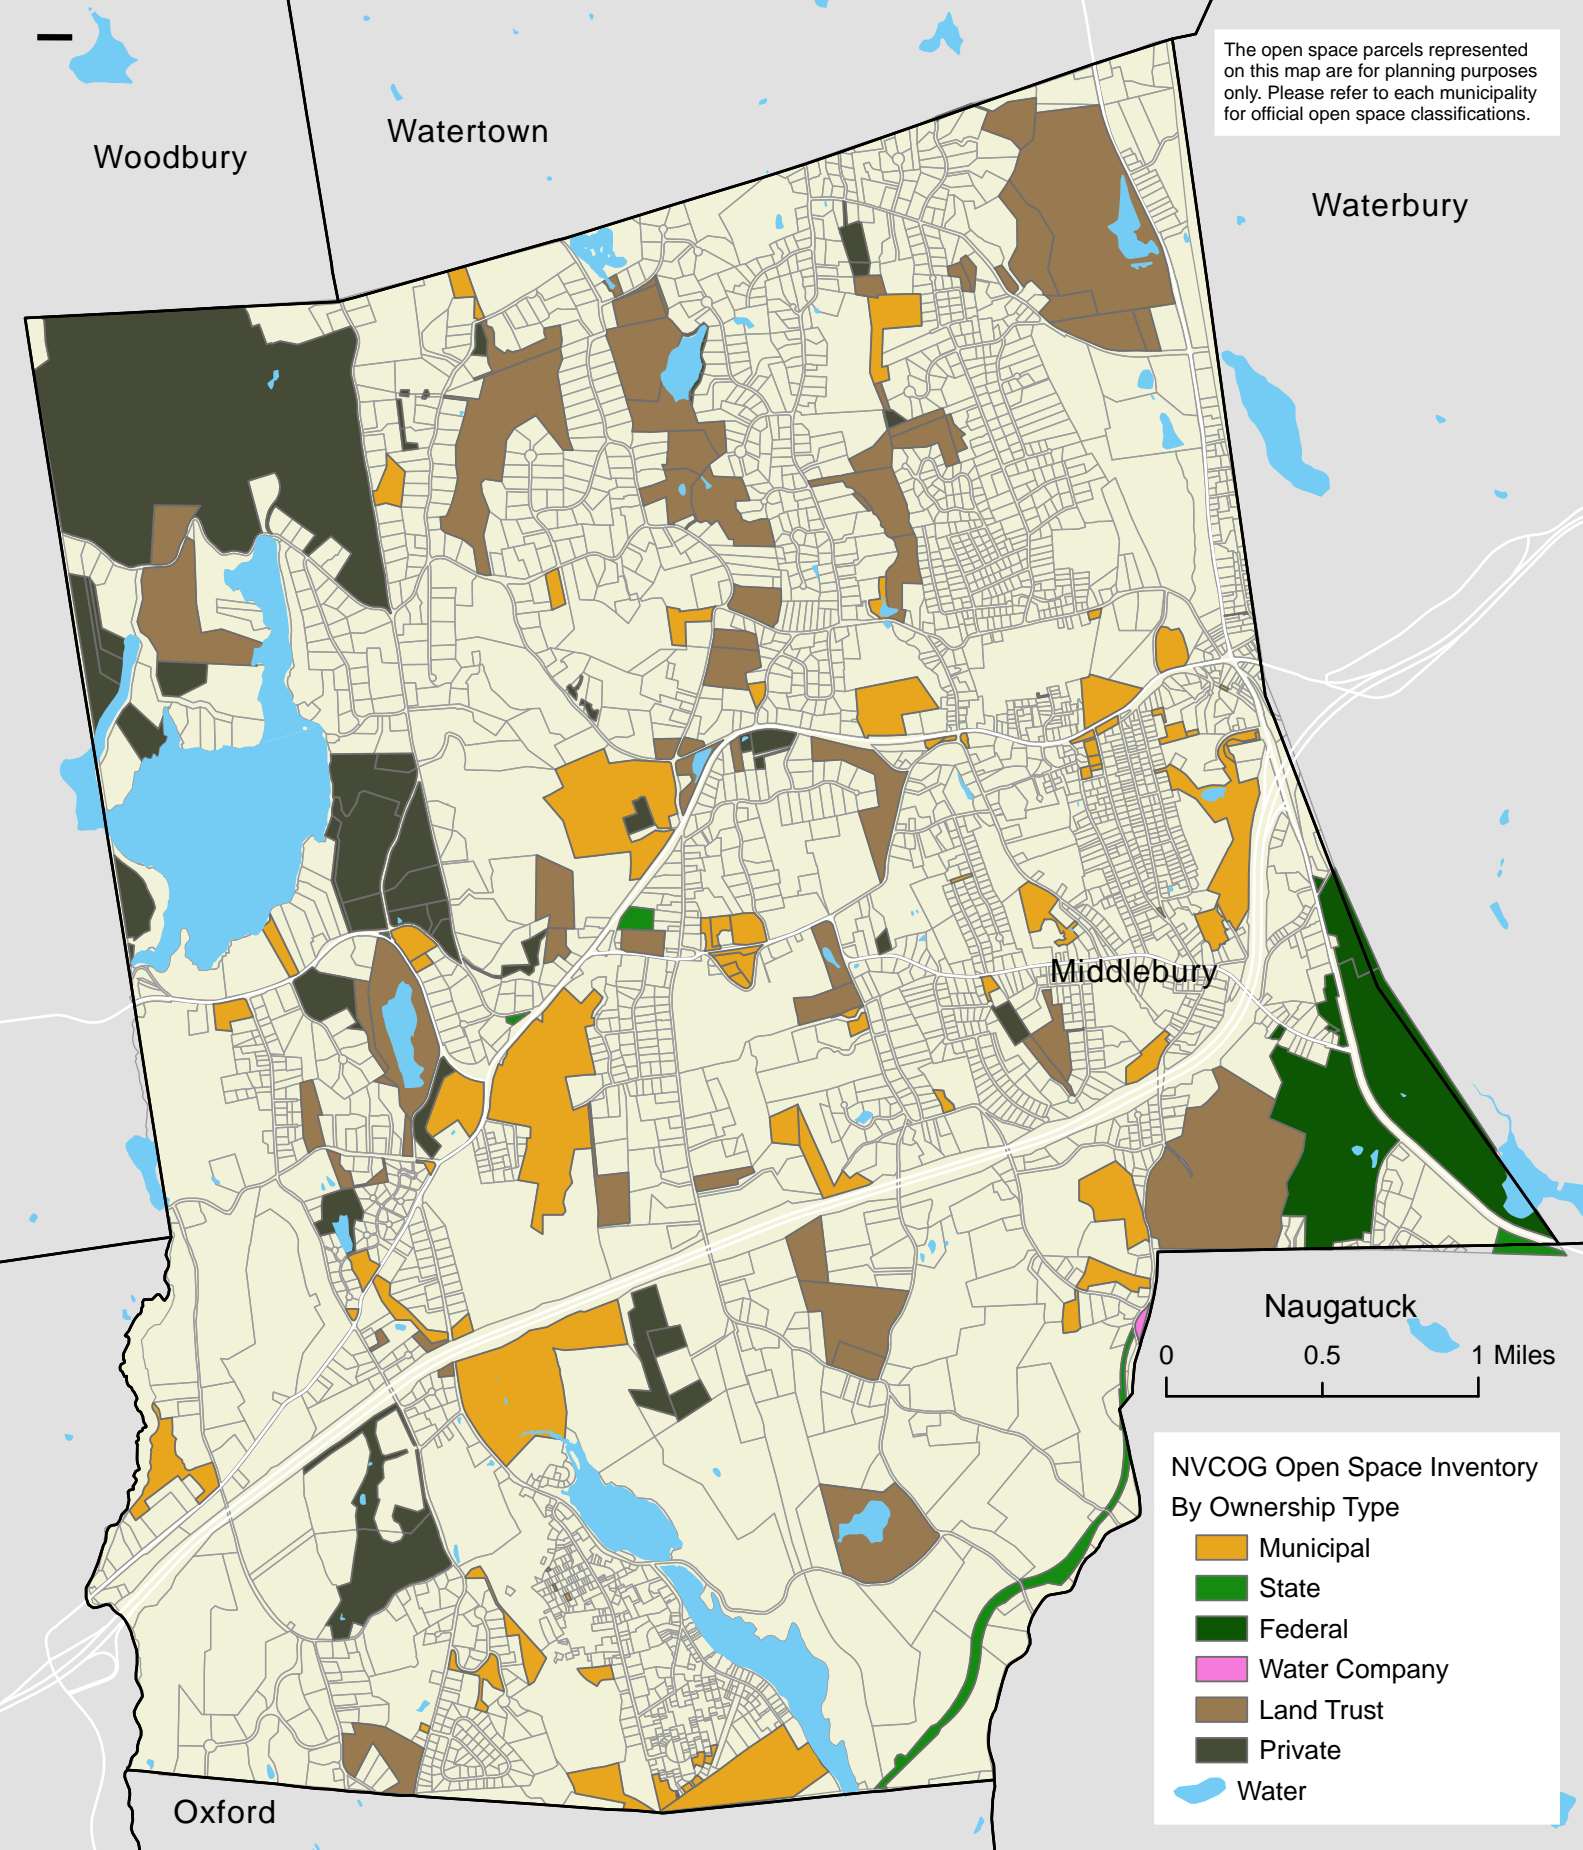 The open space parcels represented
on this map are for planning purposes
only. Please refer to each municipality
for official open space classifications.
Watertown
Woodbury
Waterbury
Middlebury
Naugatuck
0 0.5 1 Miles
NVCOG Open Space Inventory
By Ownership Type
Municipal
State
Federal
Water Company
Land Trust
Private
Water
Oxford